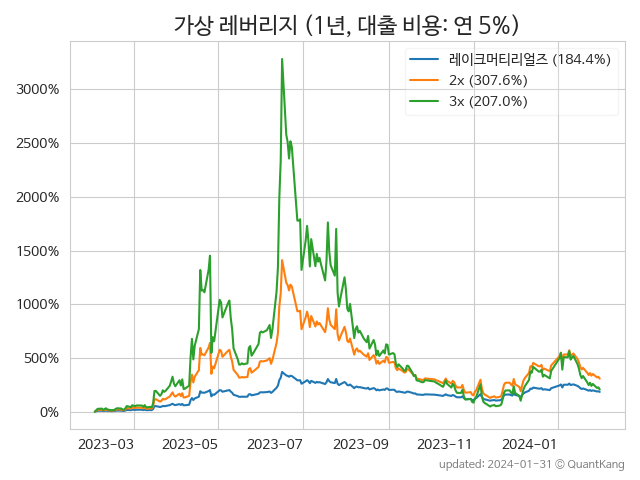 가상 레버리지 (1년, 대출 비용: 연 5%)
레이크머티리얼즈 (184.4%)
2x (307.6%)
3x (207.0%)
3000%
2500%
2000%
1500%
1000%
500%
0%
2023-03
2023-05
2023-07
2023-09
2023-11
2024-01
updated: 2024-01-31 © QuantKang